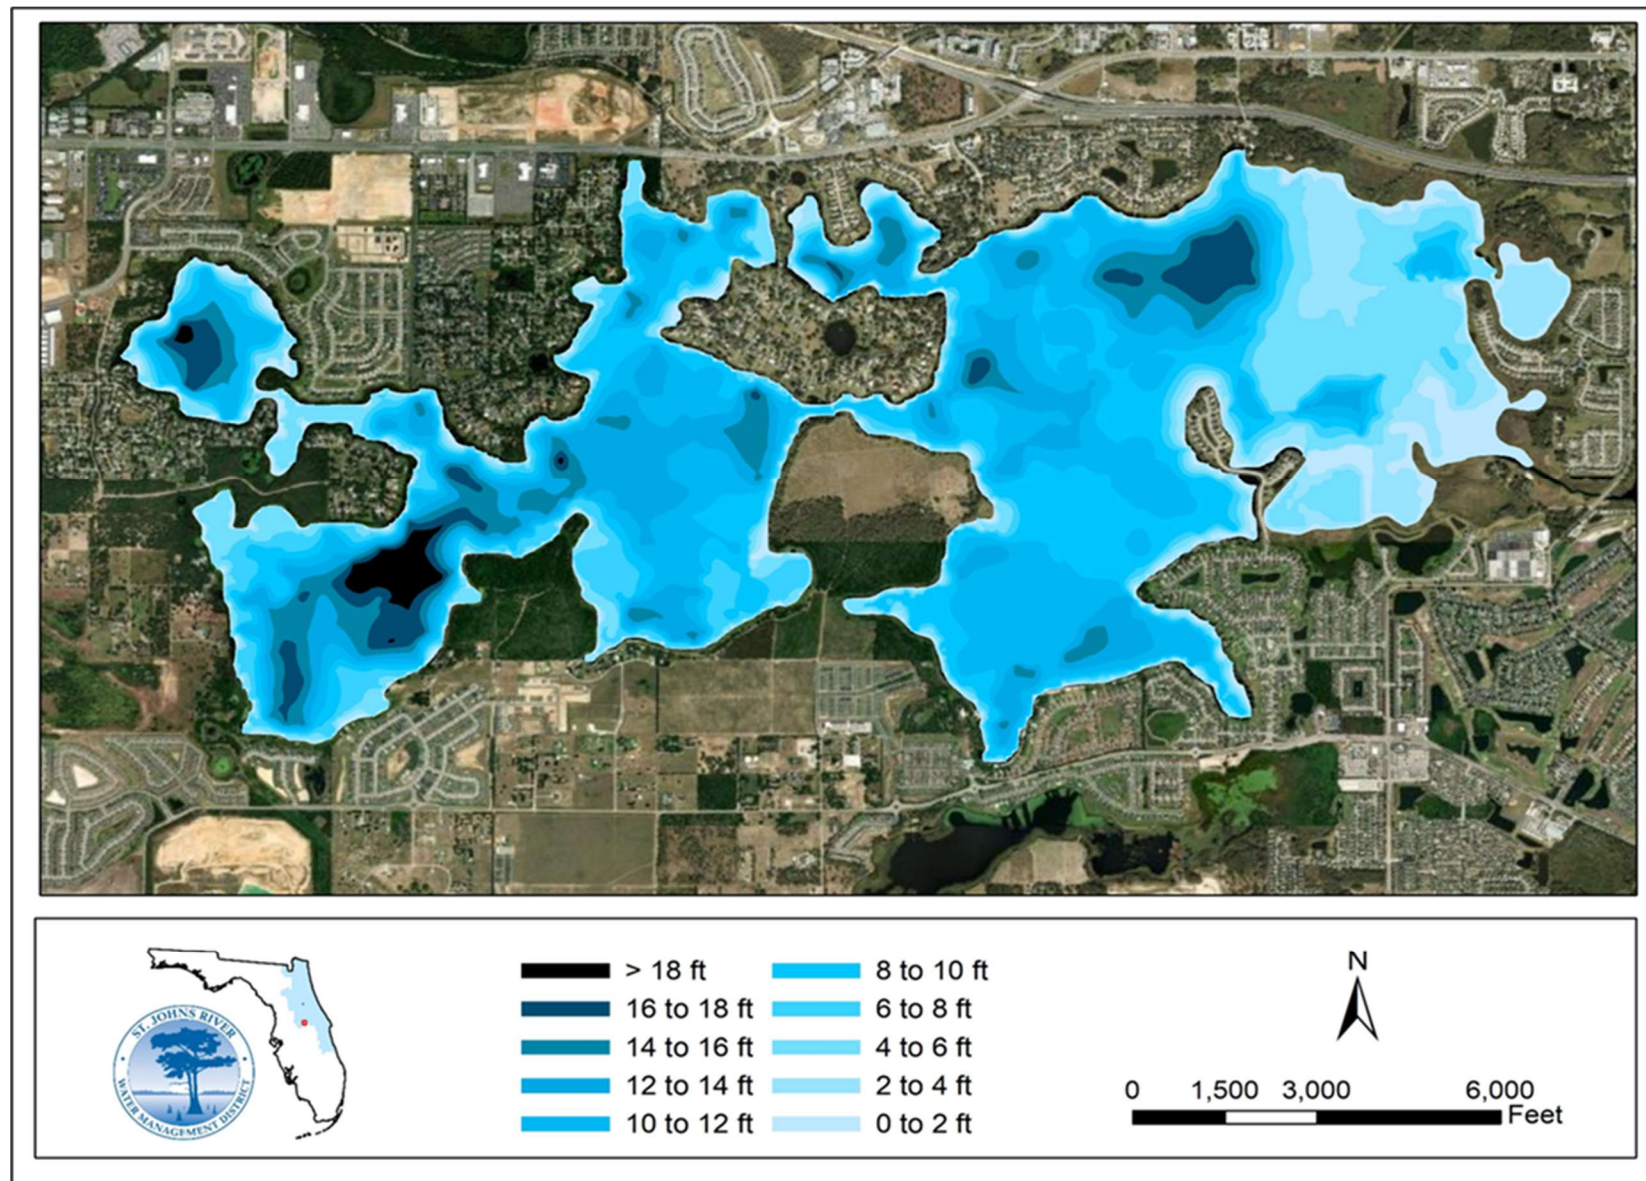 > 18 ft
16 to 18 ft
14 to 16 ft
12 to 14 ft
10 to 12 ft
8 to 10 ft
6 to 8 ft
4 to 6 ft
2 to 4 ft
0 to 2 ft
N
0 1,500 3,000 6,000
Feet
ST. JOHNS RIVER
WATER MANAGEMENT DISTRICT